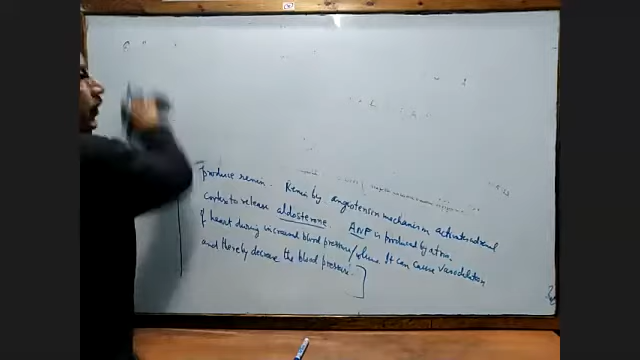 produce renin. Renin by angiotensin mechanism activate adrenal
cortex to release aldosterone. ANP is produced by atria
of heart during increased blood pressure/volume. It can cause vasodilation
and thereby decrease the blood pressure.